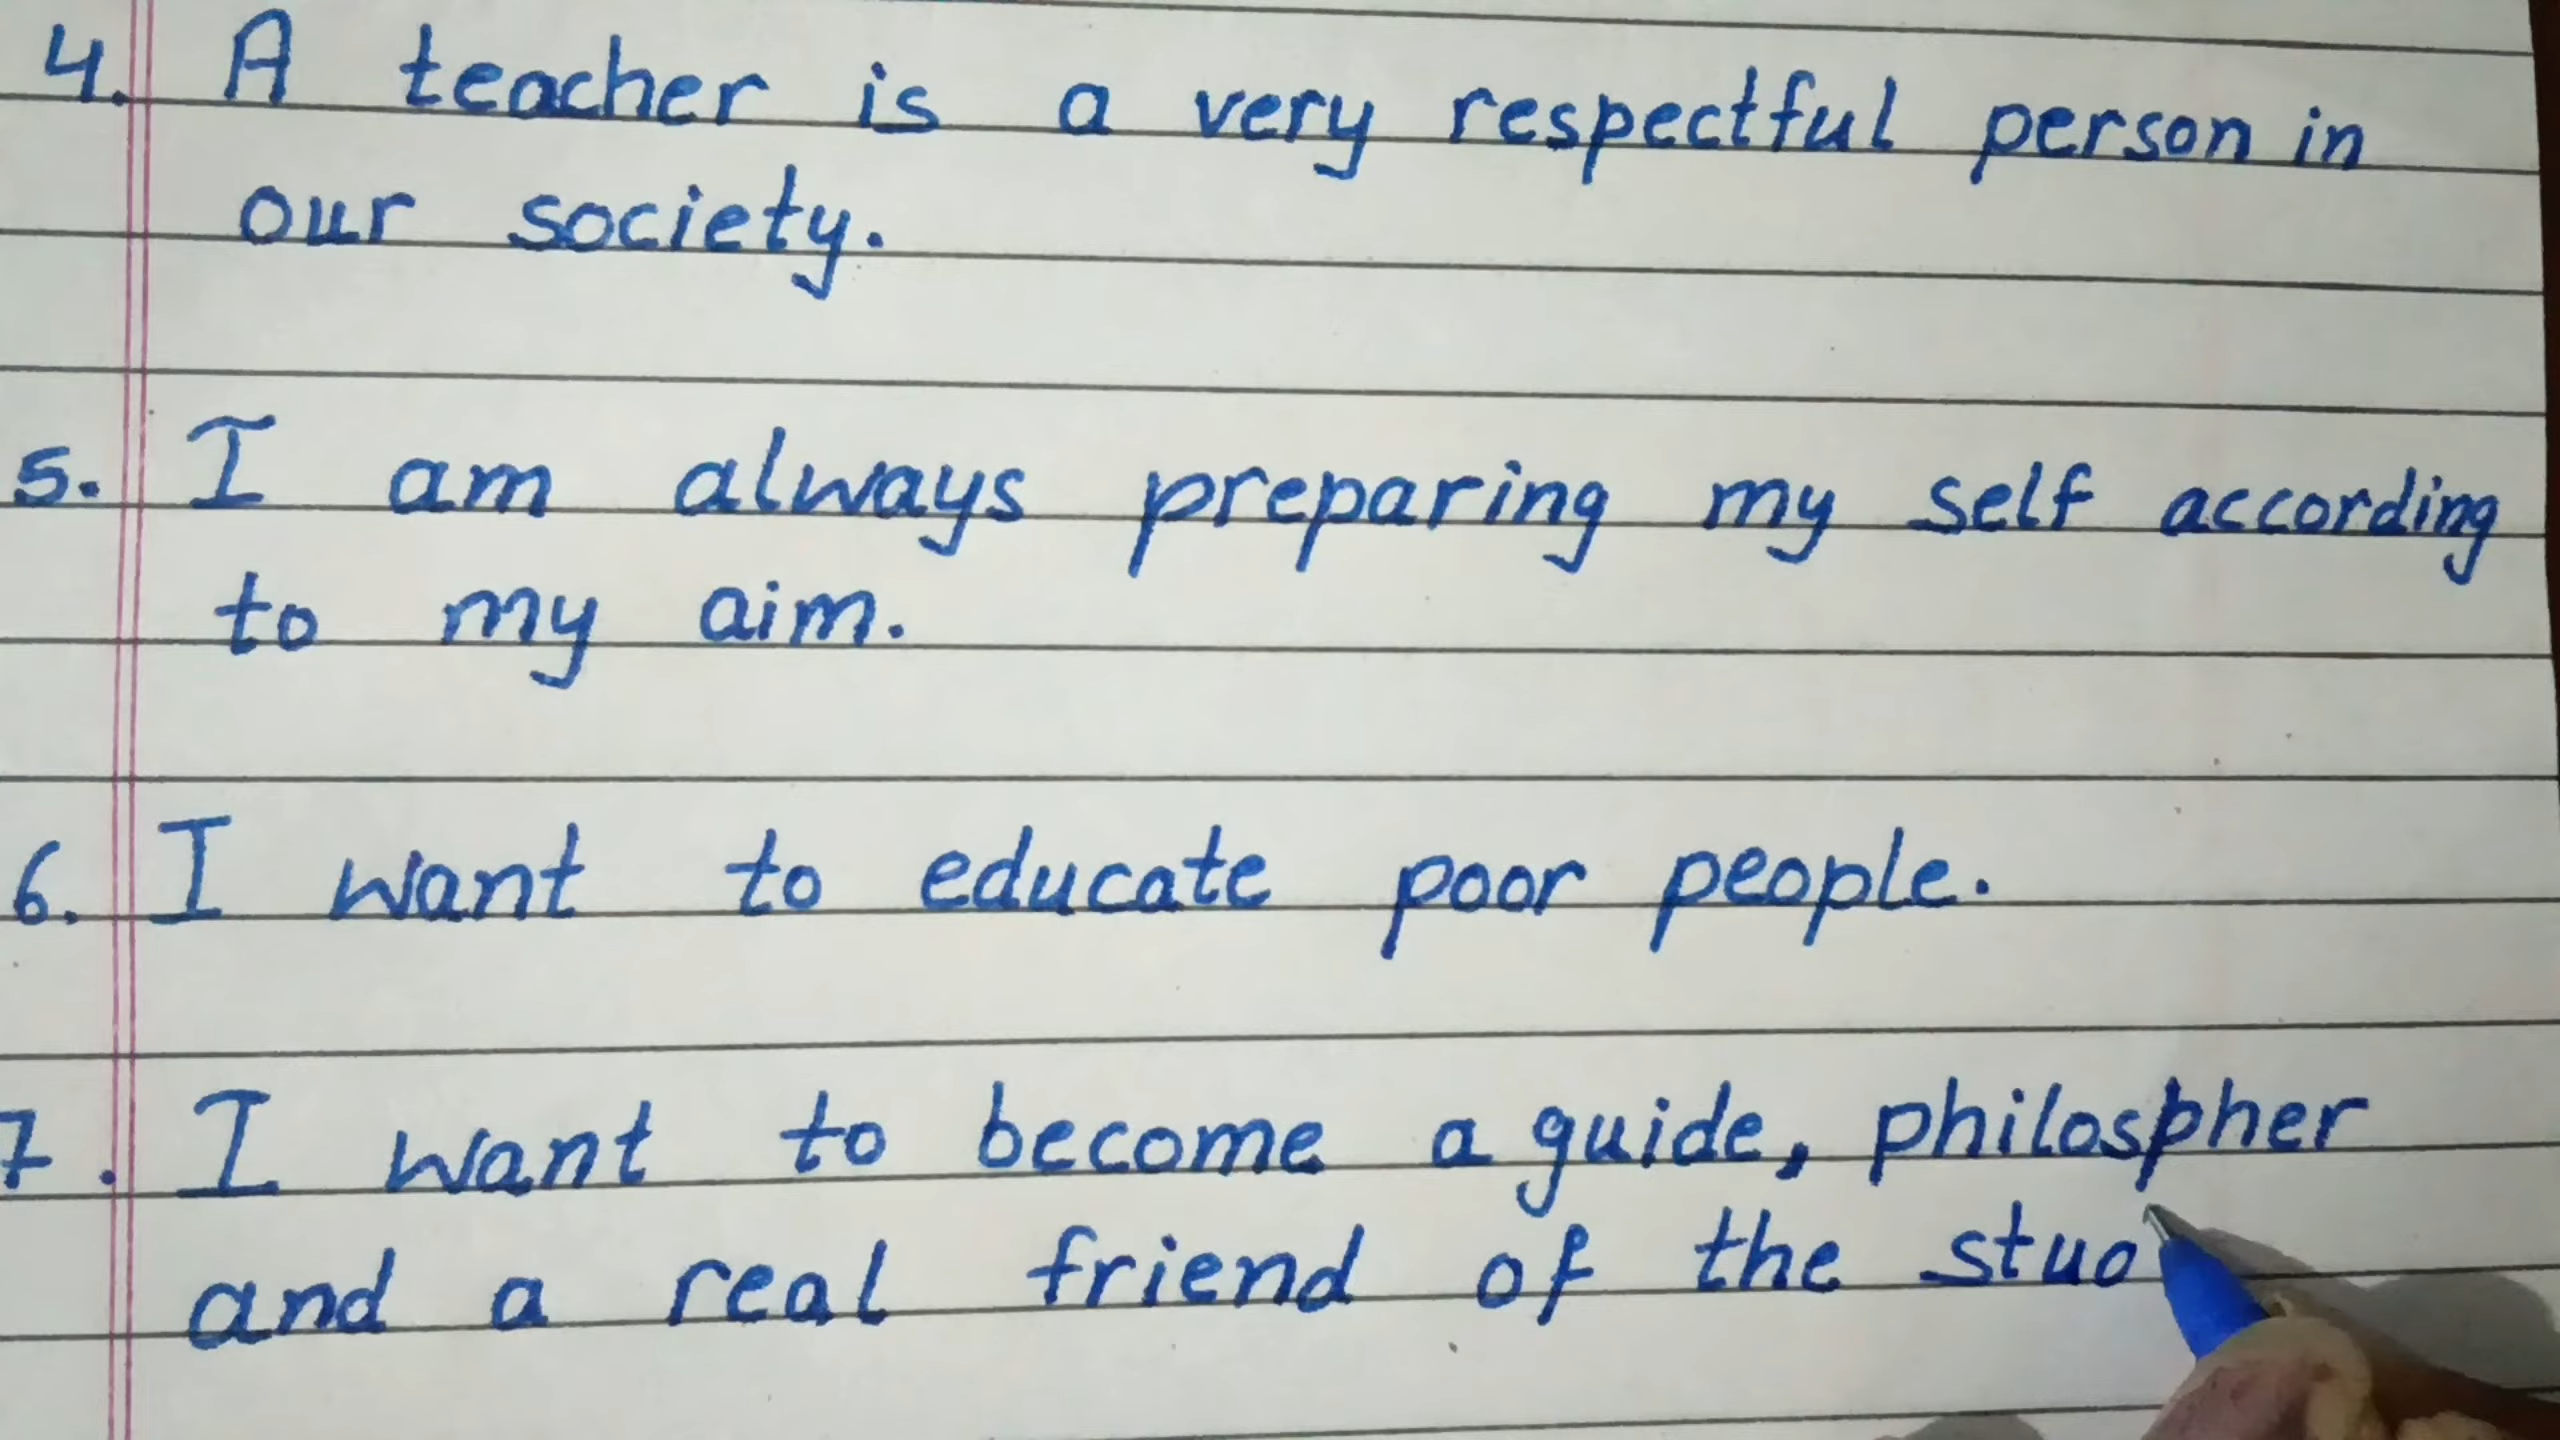 4. A teacher is a very respectful person in
our society.
5. I am always preparing my self according
to my aim.
6. I want to educate poor people.
7. I want to become a guide, philospher
and a real friend of the